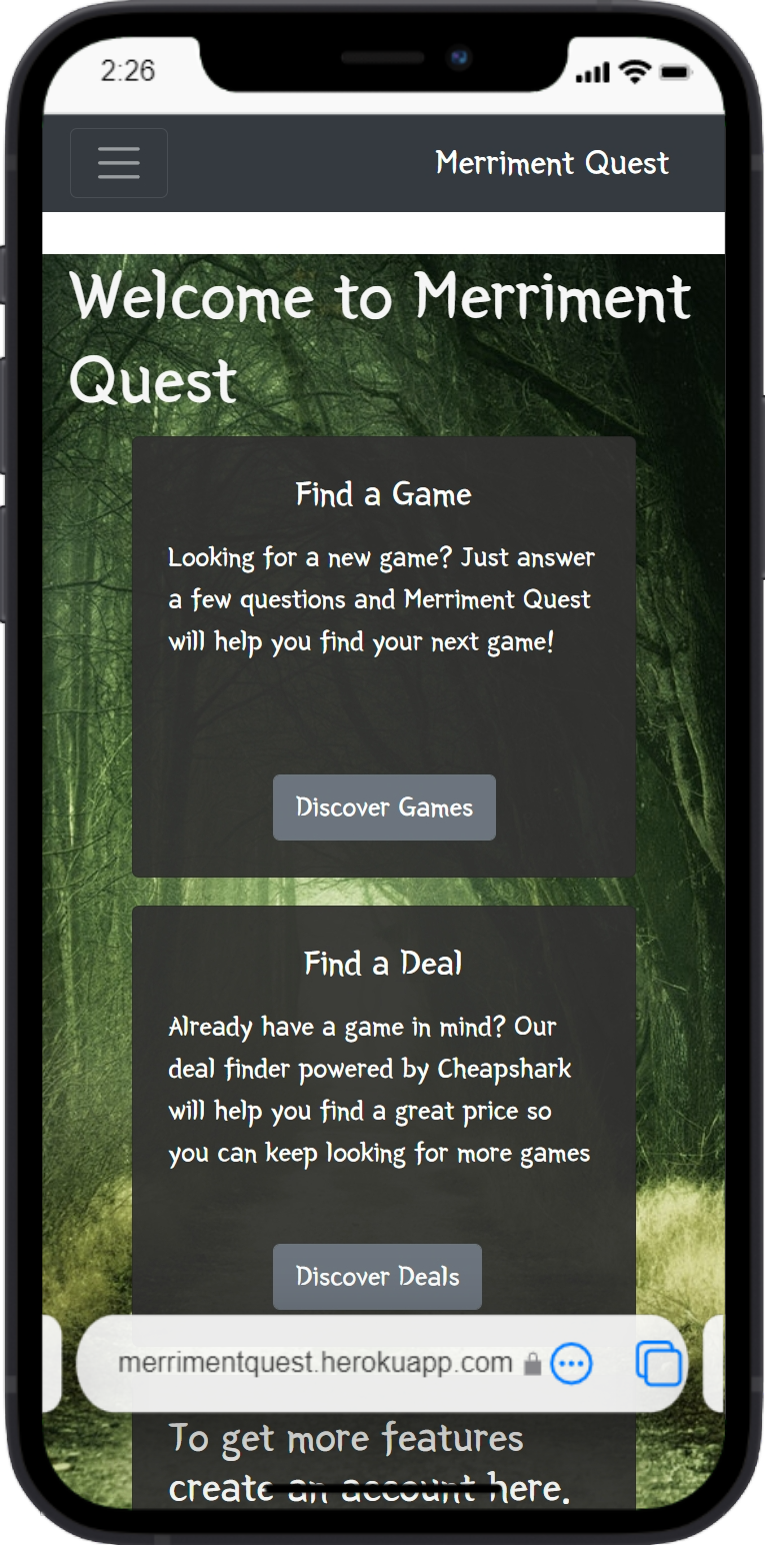 2:26
Merriment Quest
Welcome to Merriment
Quest
Find a Game
Looking for a new game? Just answer
a few questions and Merriment Quest
will help you find your next game!
Discover Games
Find a Deal
Already have a game in mind? Our
deal finder powered by Cheapshark
will help you find a great price so
you can keep looking for more games
Discover Deals
merrimentquest.herokuapp.com
To get more features
create an account here.